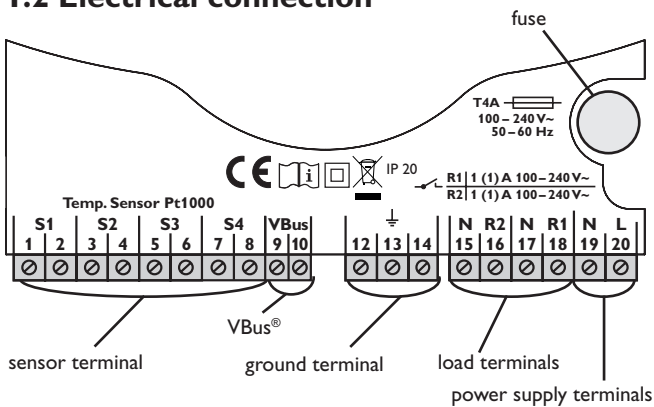 1.2 Electrical connection
fuse
T4A
100 – 240 V~
50 – 60 Hz
CE i IP 20
R1 1 (1) A 100 – 240 V~
R2 1 (1) A 100 – 240 V~
Temp. Sensor Pt1000
S1 S2 S3 S4 VBus N R2 N R1 N L
1 2 3 4 5 6 7 8 9 10 12 13 14 15 16 17 18 19 20
VBus®
sensor terminal ground terminal load terminals
power supply terminals